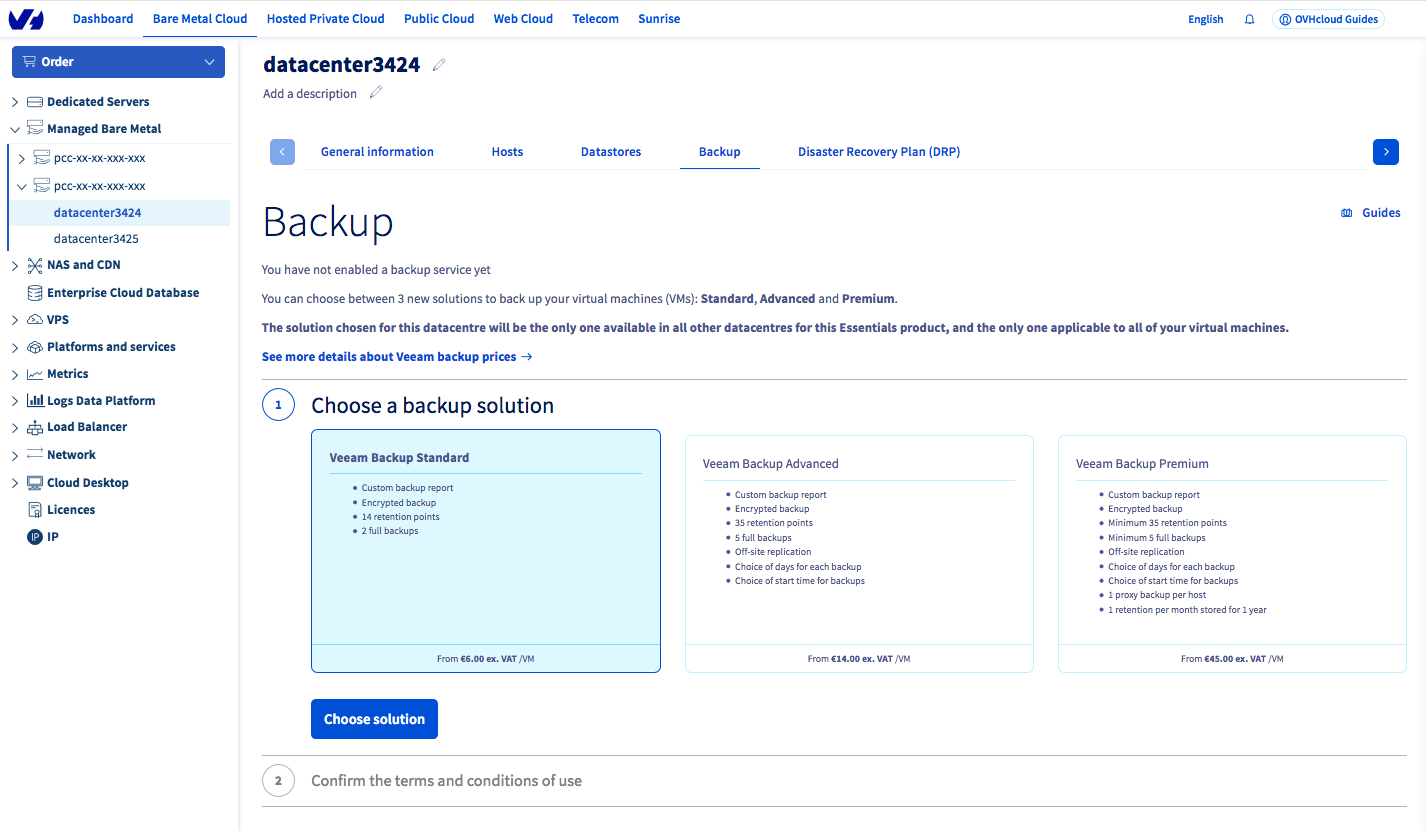 Dashboard
Bare Metal Cloud
Hosted Private Cloud
Public Cloud
Web Cloud
Telecom
Sunrise
English
OVHcloud Guides
Order
Dedicated Servers
Managed Bare Metal
pcc-xx-xx-xxx-xxx
pcc-xx-xx-xxx-xxx
datacenter3424
datacenter3425
NAS and CDN
Enterprise Cloud Database
VPS
Platforms and services
Metrics
Logs Data Platform
Load Balancer
Network
Cloud Desktop
Licences
IP
IP
datacenter3424
Add a description
General information
Hosts
Datastores
Backup
Disaster Recovery Plan (DRP)
Backup
Guides
You have not enabled a backup service yet
You can choose between 3 new solutions to back up your virtual machines (VMs): Standard, Advanced and Premium.
The solution chosen for this datacentre will be the only one available in all other datacentres for this Essentials product, and the only one applicable to all of your virtual machines.
See more details about Veeam backup prices →
1
Choose a backup solution
Veeam Backup Standard
• Custom backup report
• Encrypted backup
• 14 retention points
• 2 full backups
From €6.00 ex. VAT /VM
Veeam Backup Advanced
• Custom backup report
• Encrypted backup
• 35 retention points
• 5 full backups
• Off-site replication
• Choice of days for each backup
• Choice of start time for backups
From €14.00 ex. VAT /VM
Veeam Backup Premium
• Custom backup report
• Encrypted backup
• Minimum 35 retention points
• Minimum 5 full backups
• Off-site replication
• Choice of days for each backup
• Choice of start time for backups
• 1 proxy backup per host
• 1 retention per month stored for 1 year
From €45.00 ex. VAT /VM
Choose solution
2
Confirm the terms and conditions of use